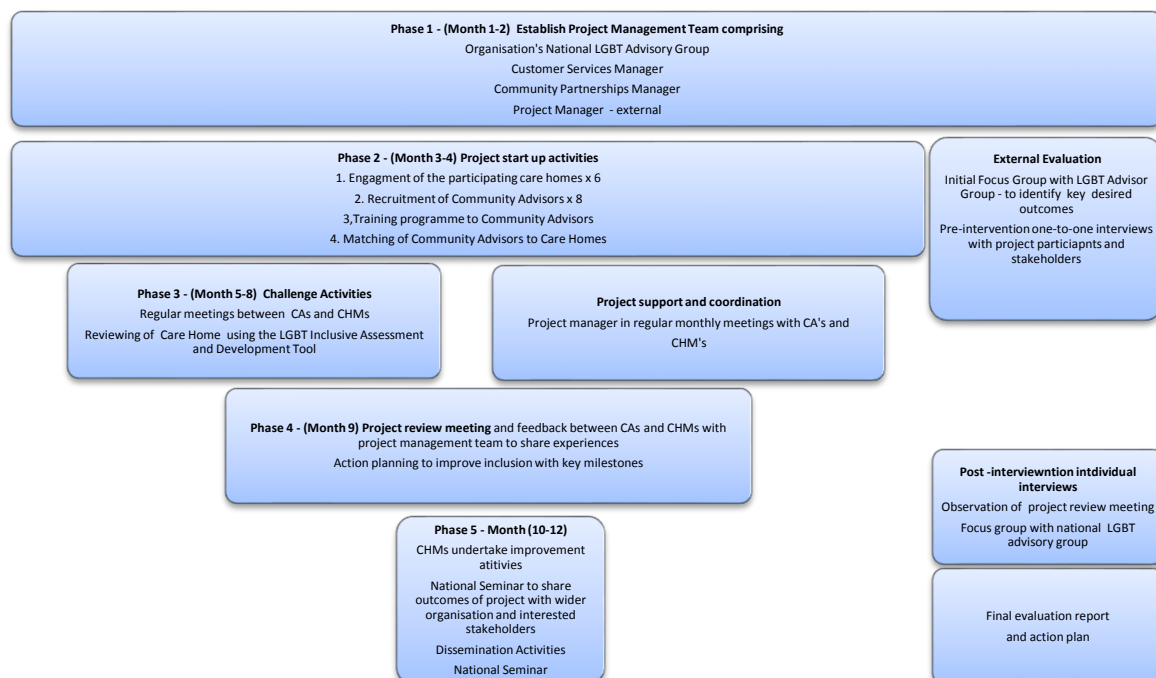 Phase 1 - (Month 1-2)  Establish Project Management Team comprising
Organisation's National LGBT Advisory Group
Customer Services Manager
Community Partnerships Manager
Project Manager  - external
Phase 2 - (Month 3-4) Project start up activities
1. Engagment of the participating care homes x 6
2. Recruitment of Community Advisors x 8
3,Training programme to Community Advisors
4. Matching of Community Advisors to Care Homes
External Evaluation
Initial Focus Group with LGBT Advisor
Group - to identify key desired
outcomes
Pre-intervention one-to-one interviews
with project particiapnts and
stakeholders
Phase 3 - (Month 5-8)  Challenge Activities
Regular meetings between  CAs and CHMs
Reviewing of  Care Home  using the LGBT Inclusive Assessment
and Development Tool
Project support and coordination
Project manager in regular monthly meetings with CA's and
CHM's
Phase 4 - (Month 9) Project review meeting and feedback between CAs and CHMs with
project management team to share experiences
Action planning to improve inclusion with key milestones
Post -interviewntion intdividual
interviews
Observation of  project review meeting
Focus group with national  LGBT
advisory group
Phase 5 - Month (10-12)
CHMs undertake improvement
atitivies
National Seminar to share
outcomes of project with wider
organisation and interested
stakeholders
Dissemination Activities
National Seminar
Final evaluation report
and action plan